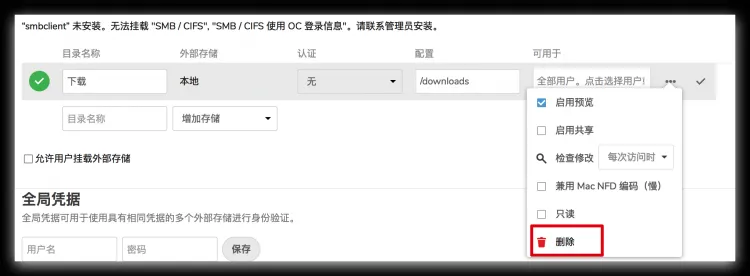 "smbclient" 未安装。无法挂载 "SMB / CIFS", "SMB / CIFS 使用 OC 登录信息"。请联系管理员安装。
目录名称 外部存储 认证 配置 可用于
下载 本地 无 /downloads 全部用户。点击选择用户
目录名称 增加存储
启用预览
启用共享
检查修改 每次访问时
兼用 Mac NFD 编码（慢）
只读
删除
允许用户挂载外部存储
全局凭据
全局凭据可用于使用具有相同凭据的多个外部存储进行身份验证。
用户名 密码 保存